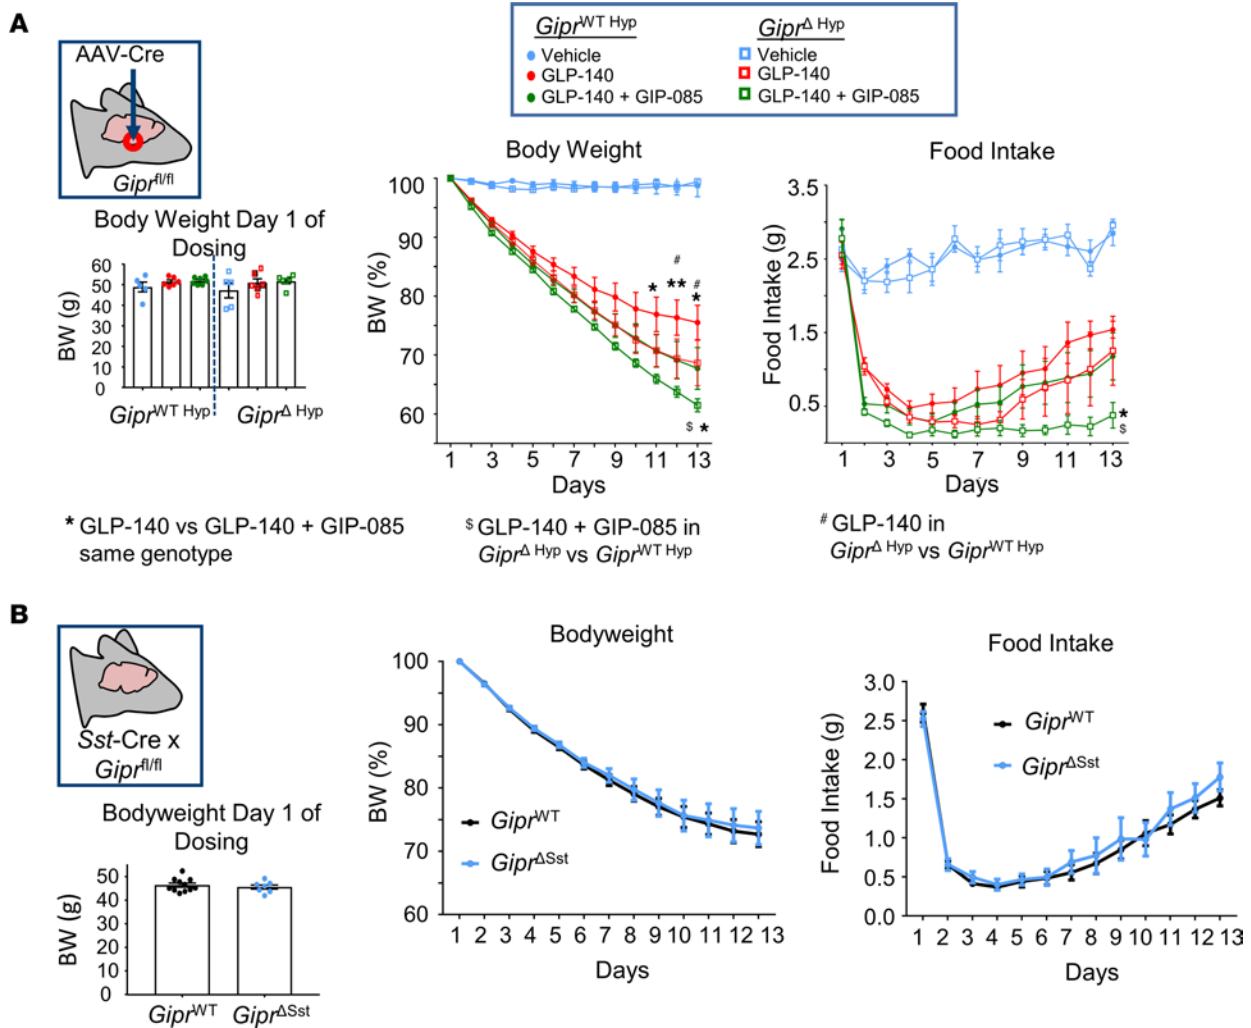 A
AAV-Cre
Gipr^fl/fl
Gipr^WT Hyp
Gipr^Δ Hyp
Vehicle
Vehicle
GLP-140
GLP-140
GLP-140 + GIP-085
GLP-140 + GIP-085
Body Weight Day 1 of
Dosing
BW (g)
60
50
40
30
20
10
0
Gipr^WT Hyp
Gipr^Δ Hyp
Body Weight
BW (%)
100
90
80
70
60
#
* ** #
*
$ *
1 3 5 7 9 11 13
Days
Food Intake
Food Intake (g)
3.5
2.5
1.5
0.5
*
$
1 3 5 7 9 11 13
Days
* GLP-140 vs GLP-140 + GIP-085
same genotype
$ GLP-140 + GIP-085 in
Gipr^Δ Hyp vs Gipr^WT Hyp
# GLP-140 in
Gipr^Δ Hyp vs Gipr^WT Hyp
B
Sst-Cre x
Gipr^fl/fl
Bodyweight Day 1 of
Dosing
BW (g)
50
40
30
20
10
0
Gipr^WT
Gipr^ΔSst
Bodyweight
BW (%)
100
90
80
70
60
Gipr^WT
Gipr^ΔSst
1 2 3 4 5 6 7 8 9 10 11 12 13
Days
Food Intake
Food Intake (g)
3.0
2.5
2.0
1.5
1.0
0.5
0.0
Gipr^WT
Gipr^ΔSst
1 2 3 4 5 6 7 8 9 10 11 12 13
Days